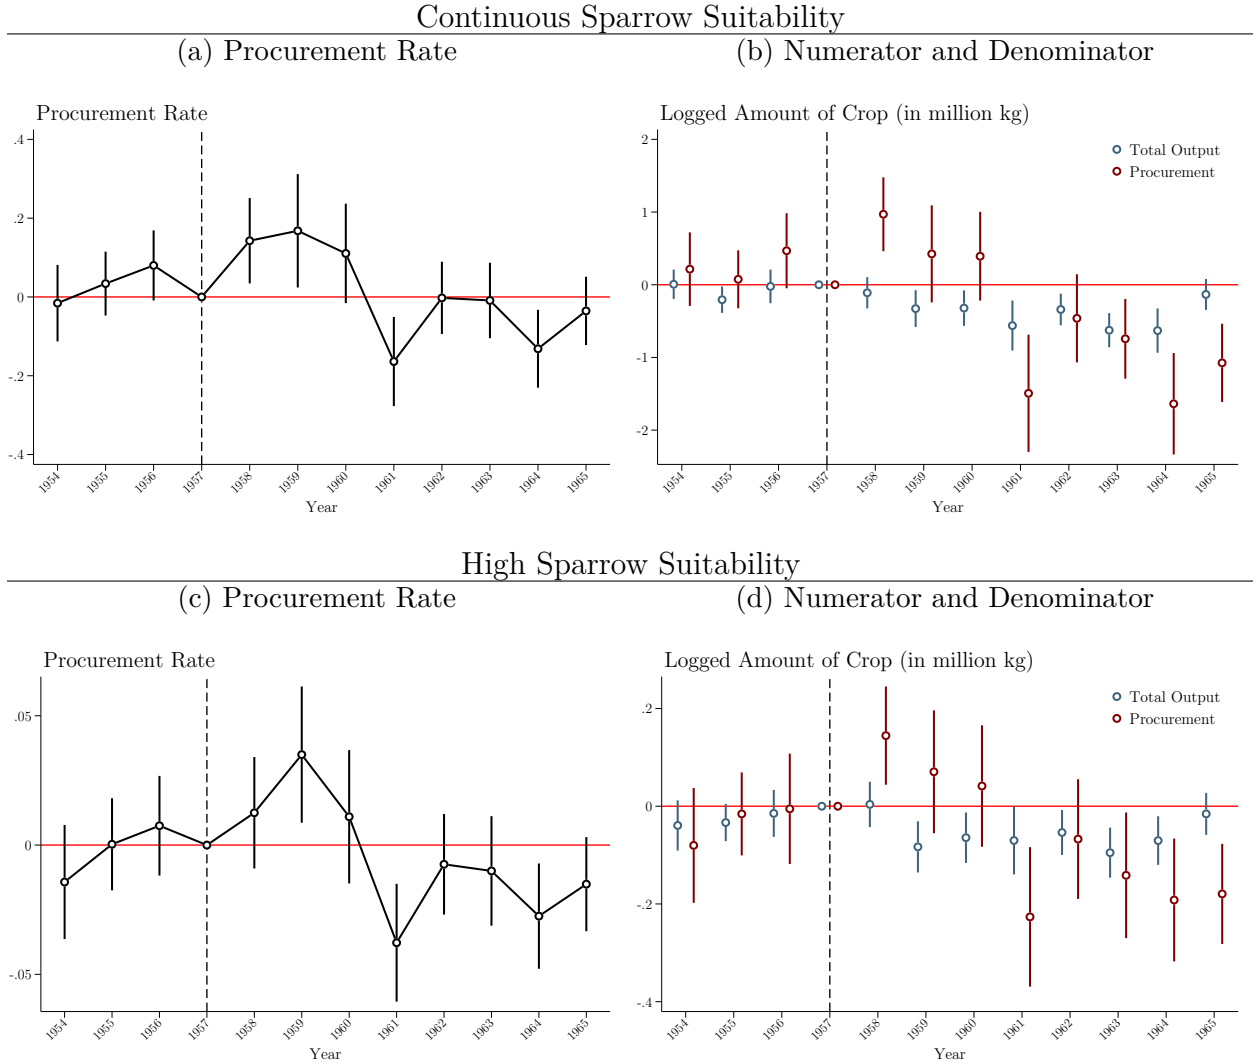 Continuous Sparrow Suitability
(a) Procurement Rate
(b) Numerator and Denominator
Procurement Rate
.4
.2
0
-.2
-.4
1954 1955 1956 1957 1958 1959 1960 1961 1962 1963 1964 1965
Year
Logged Amount of Crop (in million kg)
Total Output
Procurement
2
1
0
-1
-2
1954 1955 1956 1957 1958 1959 1960 1961 1962 1963 1964 1965
Year
High Sparrow Suitability
(c) Procurement Rate
(d) Numerator and Denominator
Procurement Rate
.05
0
-.05
1954 1955 1956 1957 1958 1959 1960 1961 1962 1963 1964 1965
Year
Logged Amount of Crop (in million kg)
Total Output
Procurement
.2
0
-.2
-.4
1954 1955 1956 1957 1958 1959 1960 1961 1962 1963 1964 1965
Year